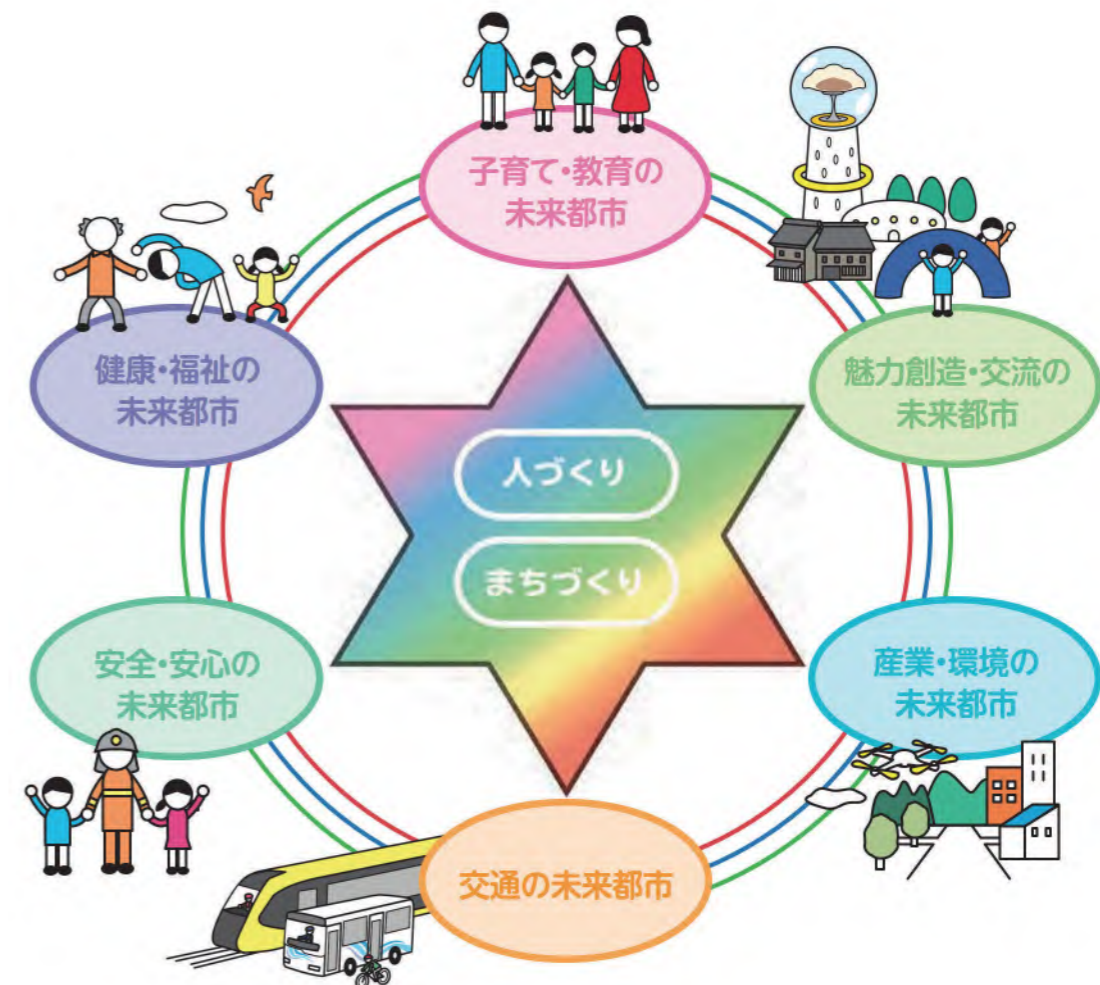 子育て・教育の
未来都市
健康・福祉の
未来都市
魅力創造・交流の
未来都市
人づくり
まちづくり
安全・安心の
未来都市
産業・環境の
未来都市
交通の未来都市